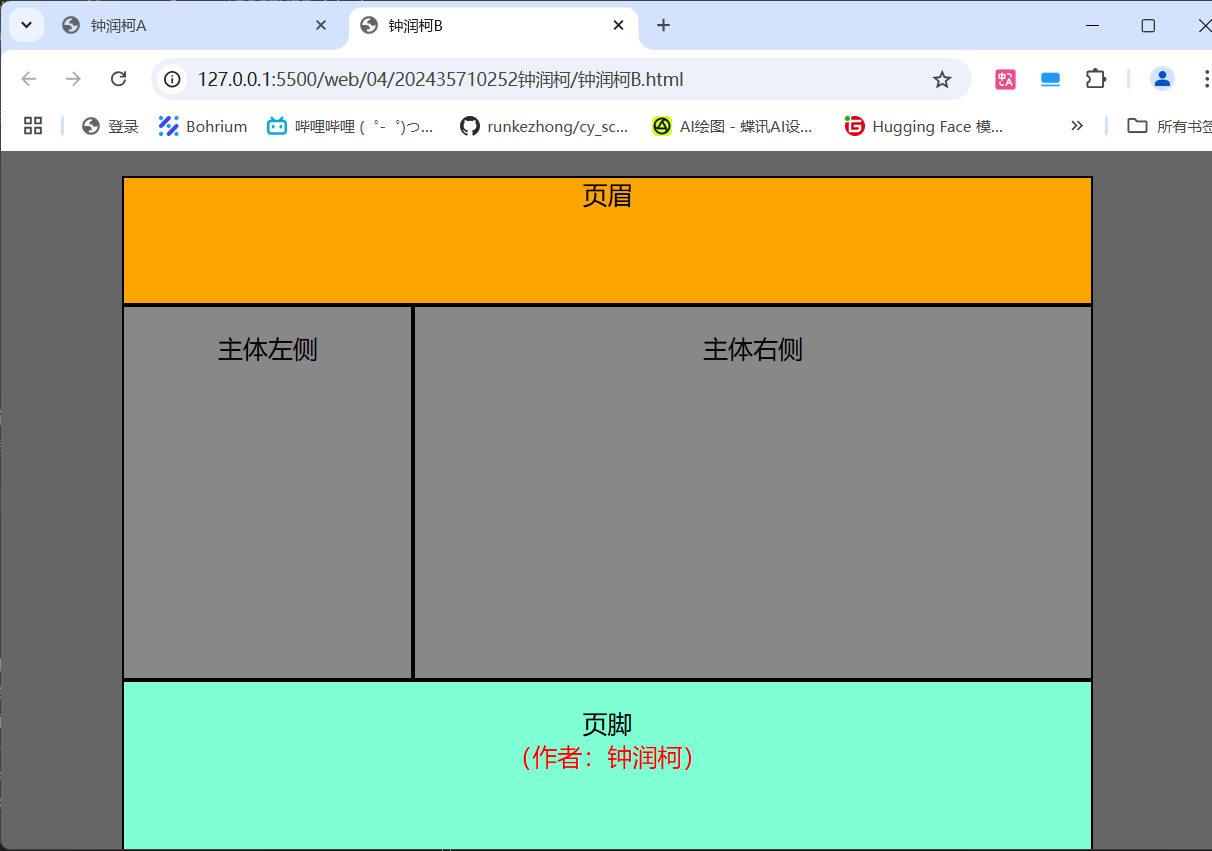 钟润柯A
钟润柯B
127.0.0.1:5500/web/04/202435710252钟润柯/钟润柯B.html
登录 Bohrium 哔哩哔哩 (゜-゜)つ... runkezhong/cy_sc... AI绘图 - 蝶讯AI设... Hugging Face 模... 所有书签
页眉
主体左侧 主体右侧
页脚
(作者：钟润柯)